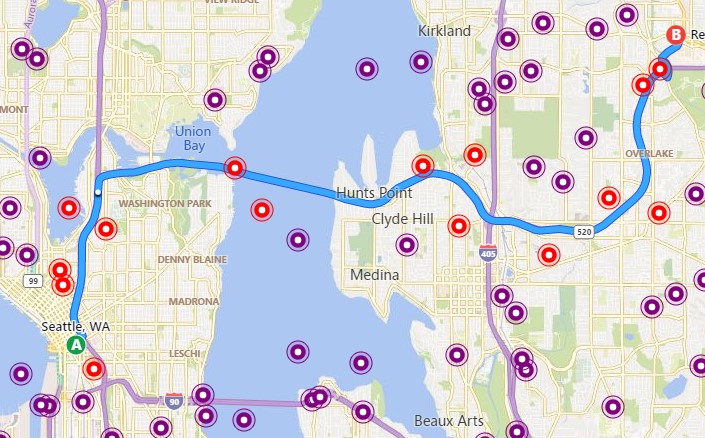 VIEW RIDGE
Aurora
Kirkland
B
Re
MONT
Union
Bay
OVERLAKE
Hunts Point
WASHINGTON PARK
Clyde Hill
520
405
DENNY BLAINE
99
Medina
MADRONA
Seattle, WA
A
LESCHI
90
Beaux Arts